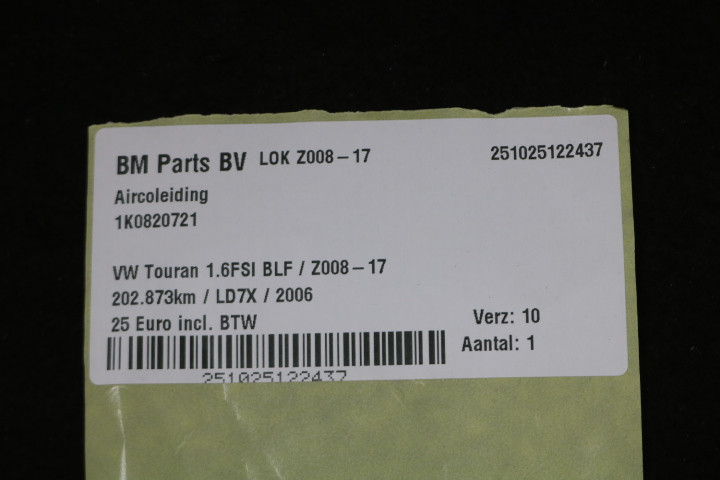 BM Parts BV LOK Z008-17 251025122437
Aircoleiding
1K0820721
VW Touran 1.6FSI BLF / Z008-17
202.873km / LD7X / 2006
25 Euro incl. BTW
Verz: 10
Aantal: 1
251025122437